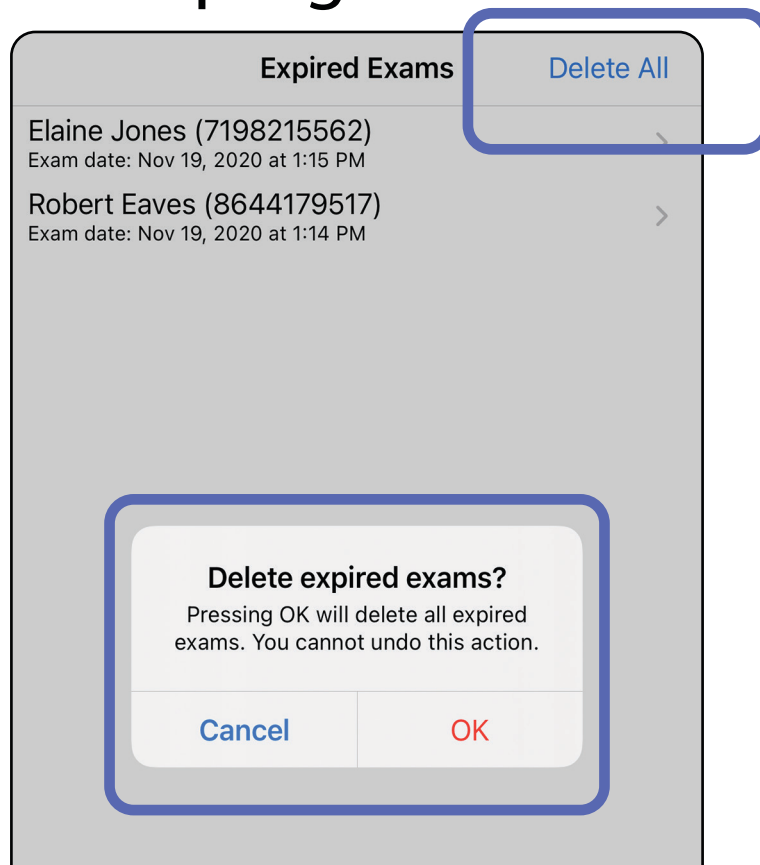 Expired Exams Delete All
Elaine Jones (7198215562)
Exam date: Nov 19, 2020 at 1:15 PM
Robert Eaves (8644179517)
Exam date: Nov 19, 2020 at 1:14 PM
Delete expired exams?
Pressing OK will delete all expired
exams. You cannot undo this action.
Cancel OK